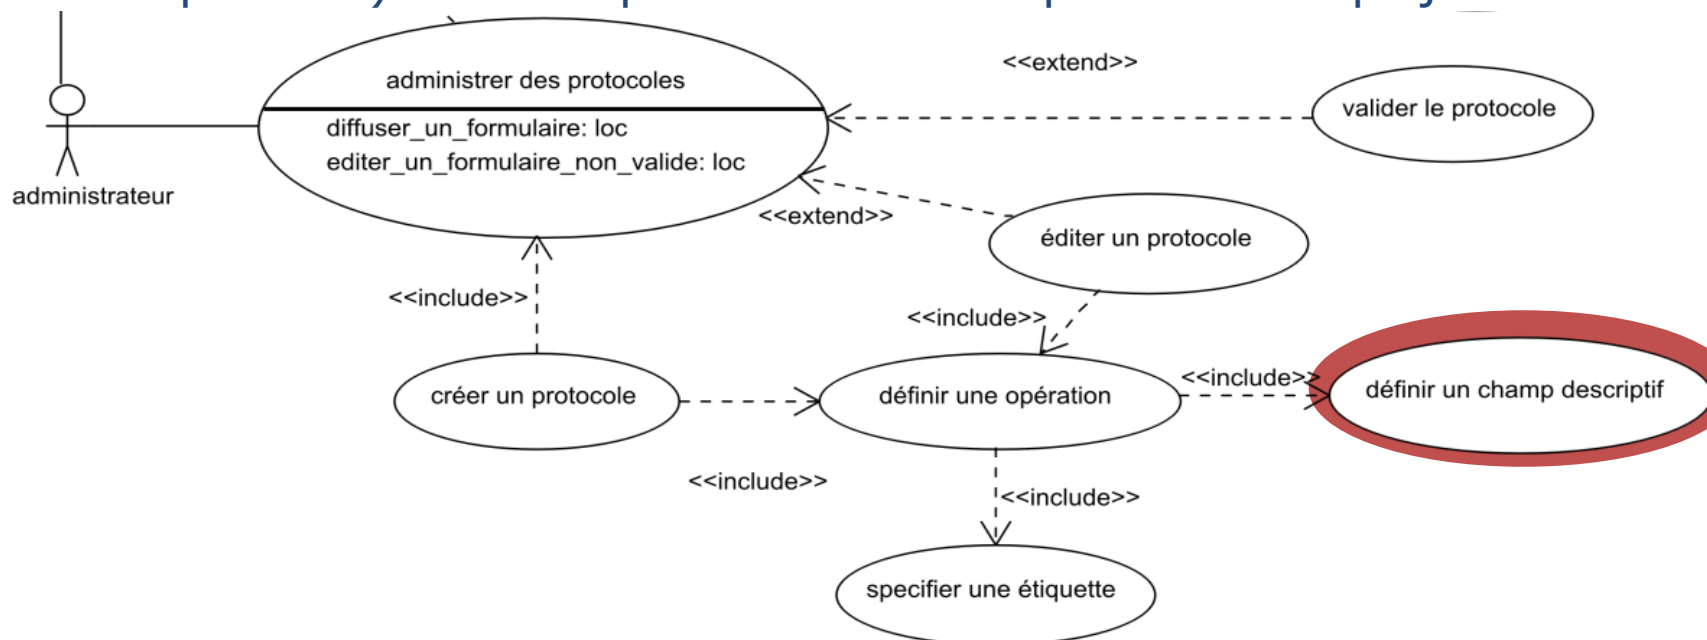 <<extend>>
administrer des protocoles
valider le protocole
diffuser_un_formulaire: loc
editer_un_formulaire_non_valide: loc
administrateur
<<extend>>
éditer un protocole
<<include>>
<<include>>
<<include>>
créer un protocole
définir une opération
définir un champ descriptif
<<include>>
<<include>>
specifier une étiquette